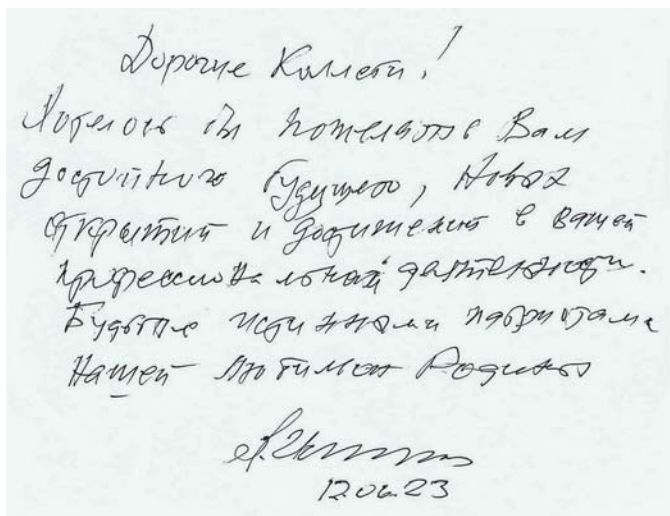 Дорогие Коллеги!
Хотелось бы пожелать Вам
достойного будущего, Новых
открытий и достижений в вашей
профессиональной деятельности.
Будьте истинными патриотами
Нашей любимой Родины
12.06.23